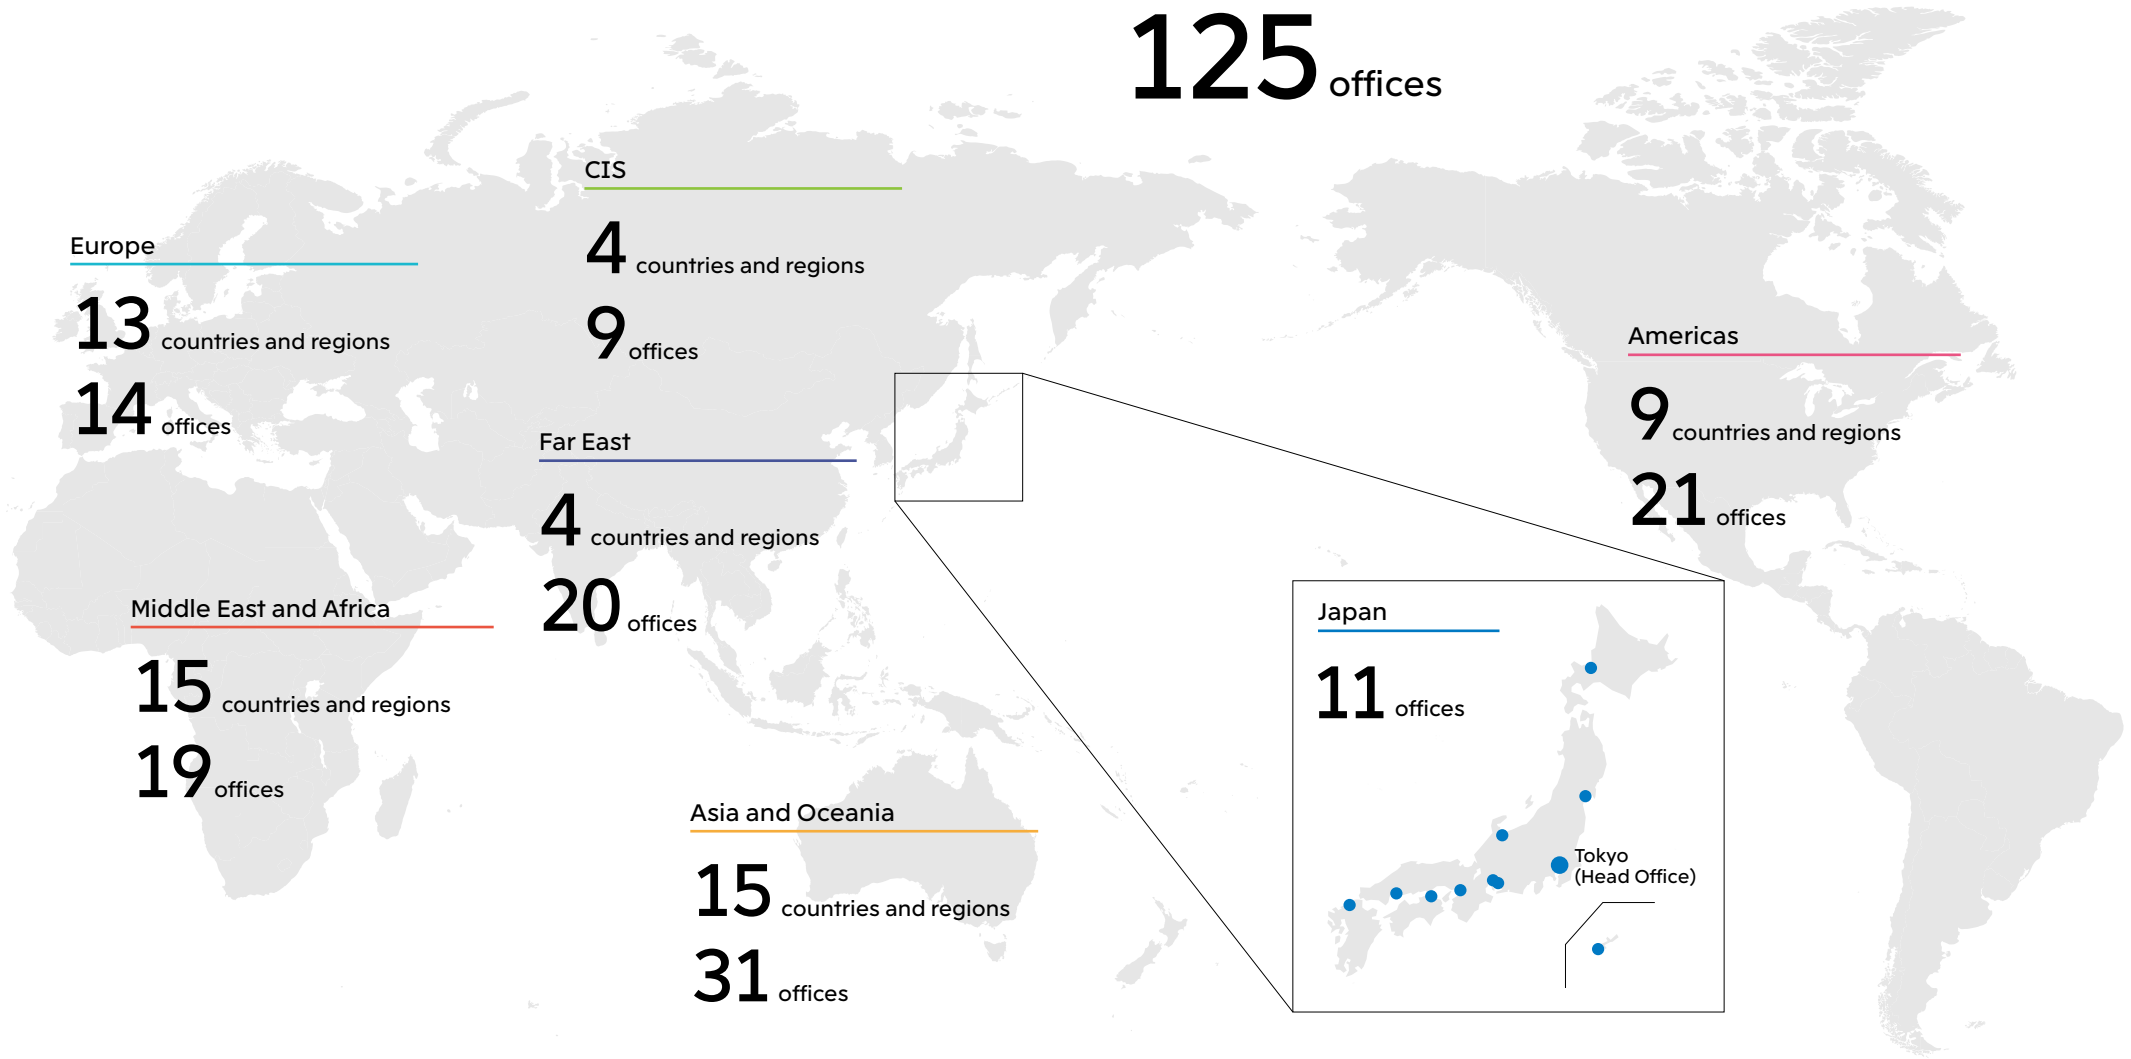 125 offices
CIS
4 countries and regions
9 offices
Europe
13 countries and regions
14 offices
Americas
9 countries and regions
21 offices
Far East
4 countries and regions
20 offices
Middle East and Africa
15 countries and regions
19 offices
Japan
11 offices
Tokyo
(Head Office)
Asia and Oceania
15 countries and regions
31 offices